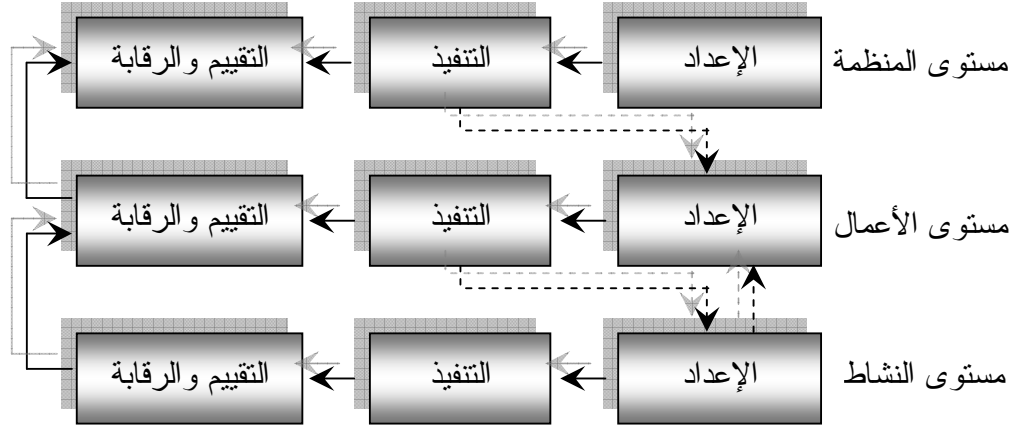 مستوى المنظمة
الإعداد
التنفيذ
التقييم والرقابة
مستوى الأعمال
الإعداد
التنفيذ
التقييم والرقابة
مستوى النشاط
الإعداد
التنفيذ
التقييم والرقابة